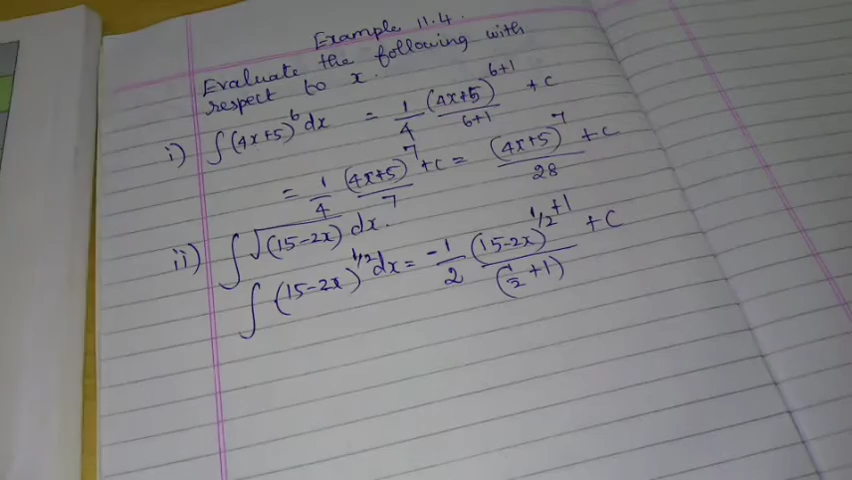 Example 11.4.
Evaluate the following with
respect to x.
i) ∫(4x+5)^6 dx = 1/4 (4x+5)^(6+1)/(6+1) + c
= 1/4 (4x+5)^7/7 + c = (4x+5)^7/28 + c
ii) ∫√(15-2x) dx.
∫(15-2x)^(1/2) dx = -1/2 (15-2x)^(1/2+1)/(1/2+1) + c